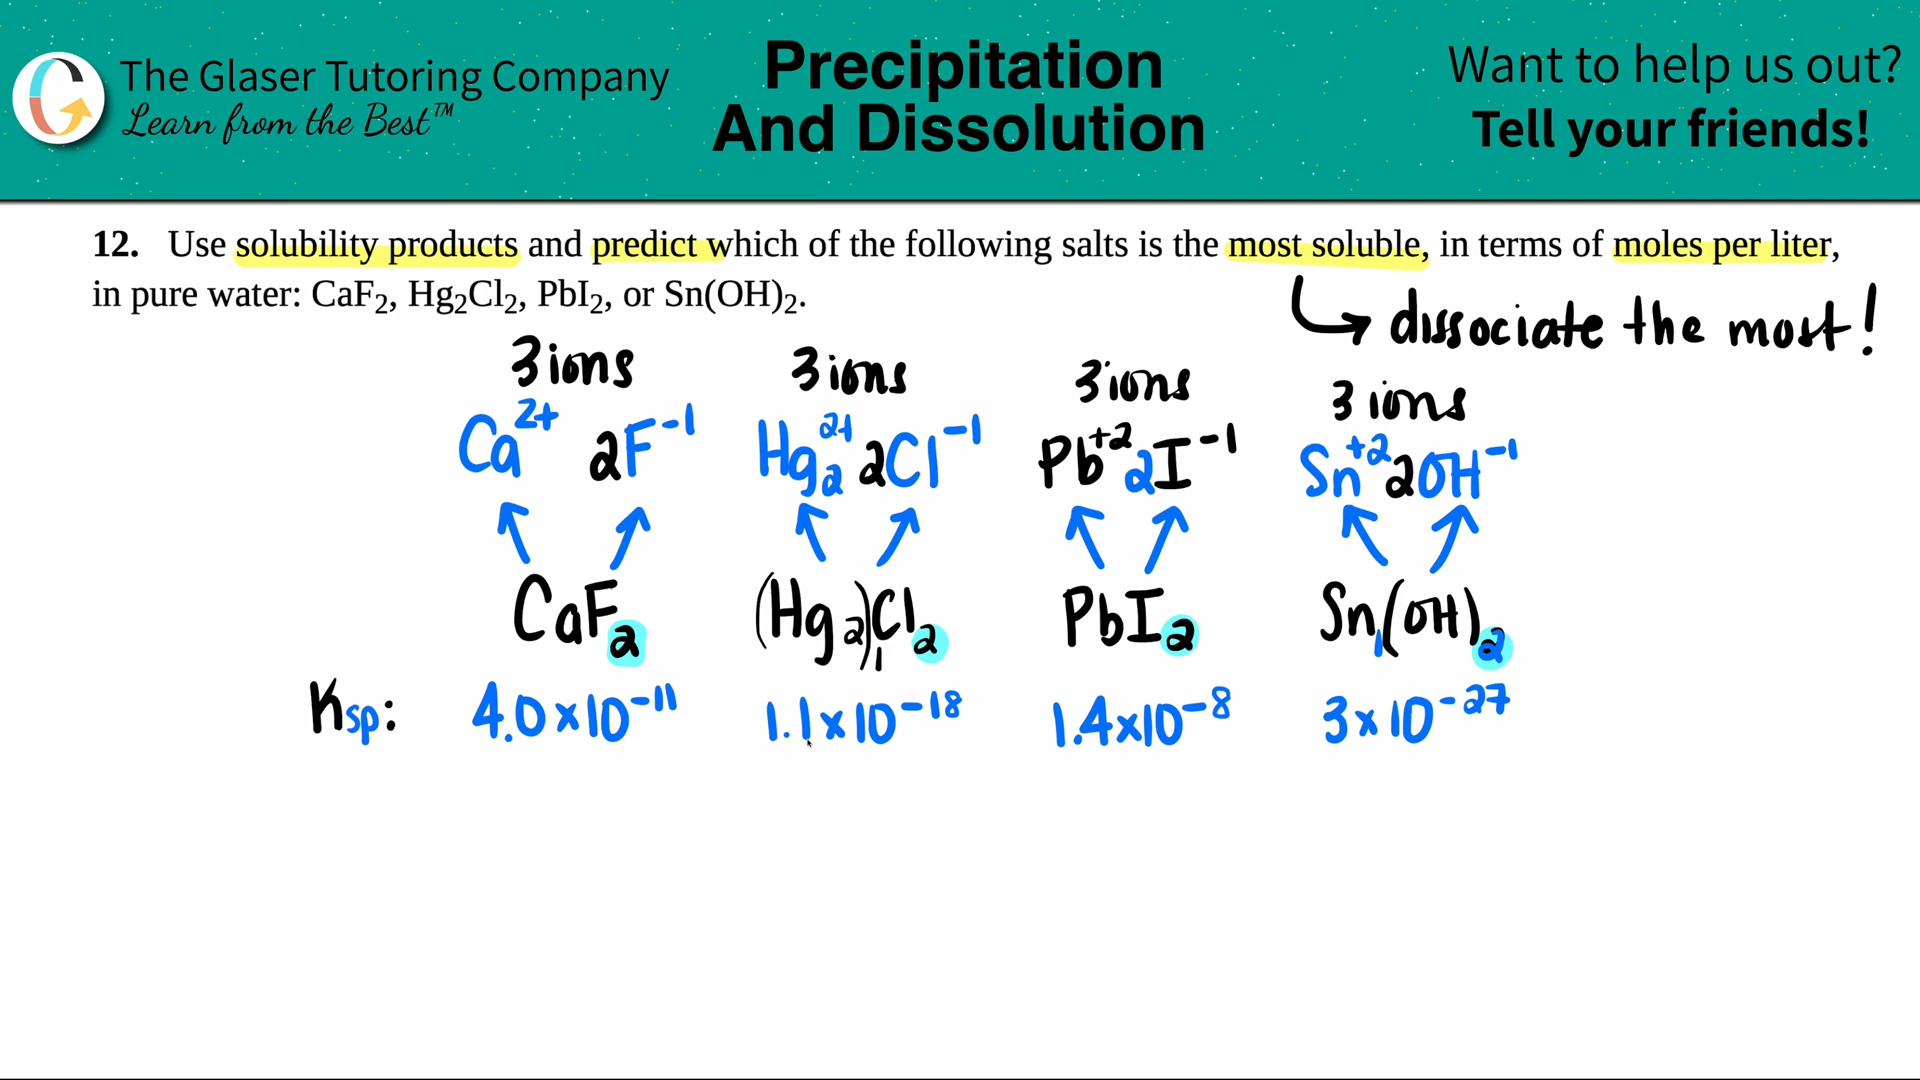 The Glaser Tutoring Company
Learn from the Best™
Precipitation
And Dissolution
Want to help us out?
Tell your friends!
12. Use solubility products and predict which of the following salts is the most soluble, in terms of moles per liter,
in pure water: CaF₂, Hg₂Cl₂, PbI₂, or Sn(OH)₂.
dissociate the most!
3 ions 3 ions 3 ions 3 ions
Ca²⁺ 2F⁻¹ Hg₂²⁺ 2Cl⁻¹ Pb⁺² 2I⁻¹ Sn⁺² 2OH⁻¹
CaF₂ (Hg₂)₁Cl₂ PbI₂ Sn₁(OH)₂
Ksp: 4.0×10⁻¹¹ 1.1×10⁻¹⁸ 1.4×10⁻⁸ 3×10⁻²⁷